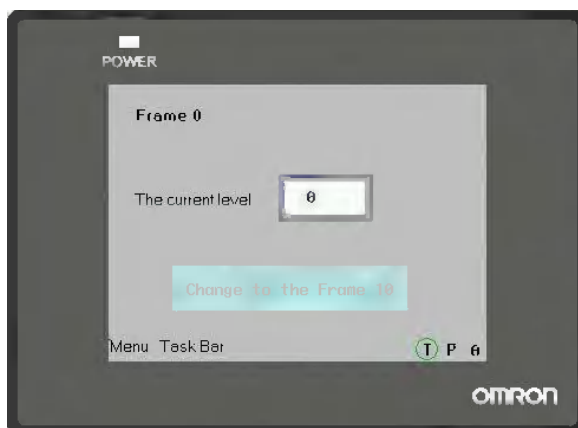 POWER
Frame 0
The current level 0
Change to the Frame 10
Menu Task Bar T P A
OMRON